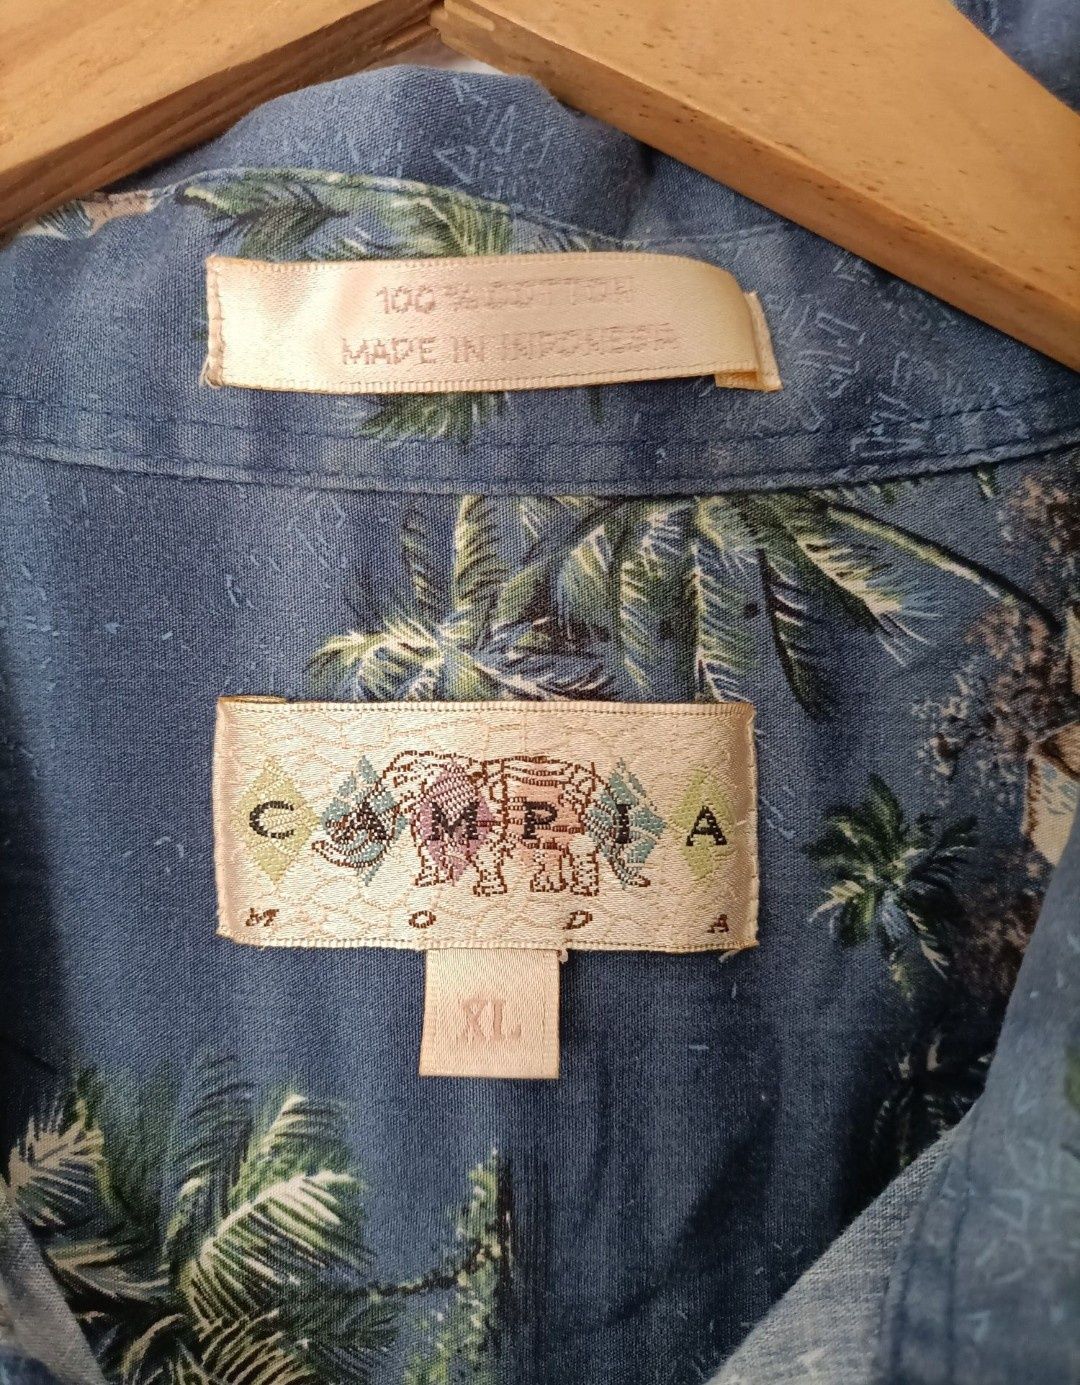 100% COTTON
MADE IN INDONESIA
CAMPIA
MODA
XL